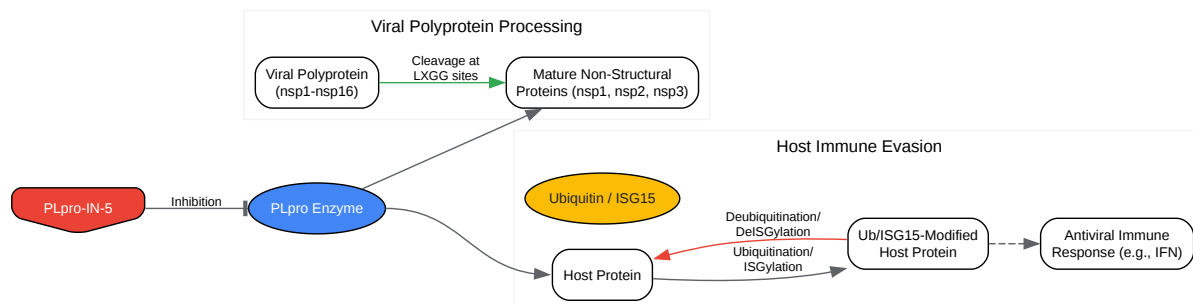 Viral Polyprotein Processing
Viral Polyprotein
(nsp1-nsp16)
Cleavage at
LXGG sites
Mature Non-Structural
Proteins (nsp1, nsp2, nsp3)
Host Immune Evasion
PLpro-IN-5
Inhibition
PLpro Enzyme
Ubiquitin / ISG15
Host Protein
Deubiquitination/
DeISGylation
Ubiquitination/
ISGylation
Ub/ISG15-Modified
Host Protein
Antiviral Immune
Response (e.g., IFN)